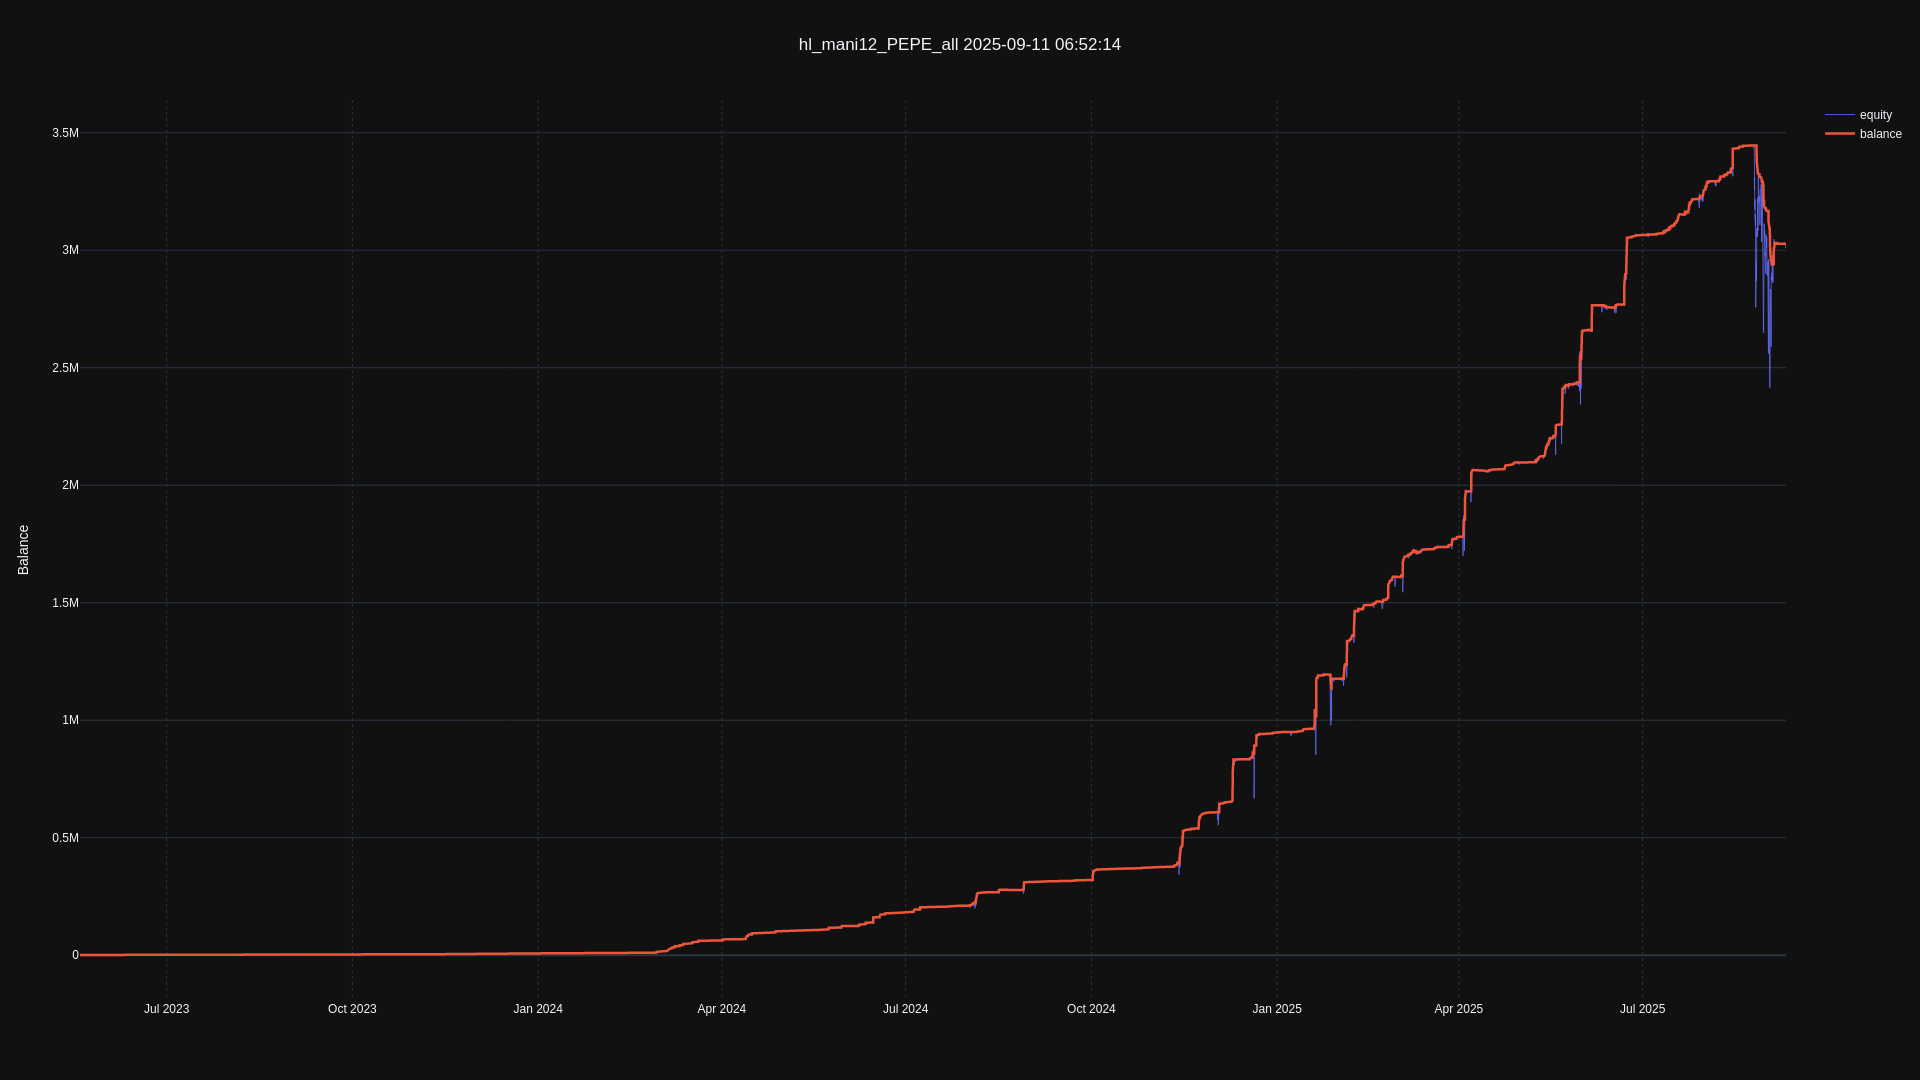 hl_mani12_PEPE_all 2025-09-11 06:52:14
equity
balance
3.5M
3M
2.5M
2M
1.5M
1M
0.5M
0
Balance
Jul 2023
Oct 2023
Jan 2024
Apr 2024
Jul 2024
Oct 2024
Jan 2025
Apr 2025
Jul 2025